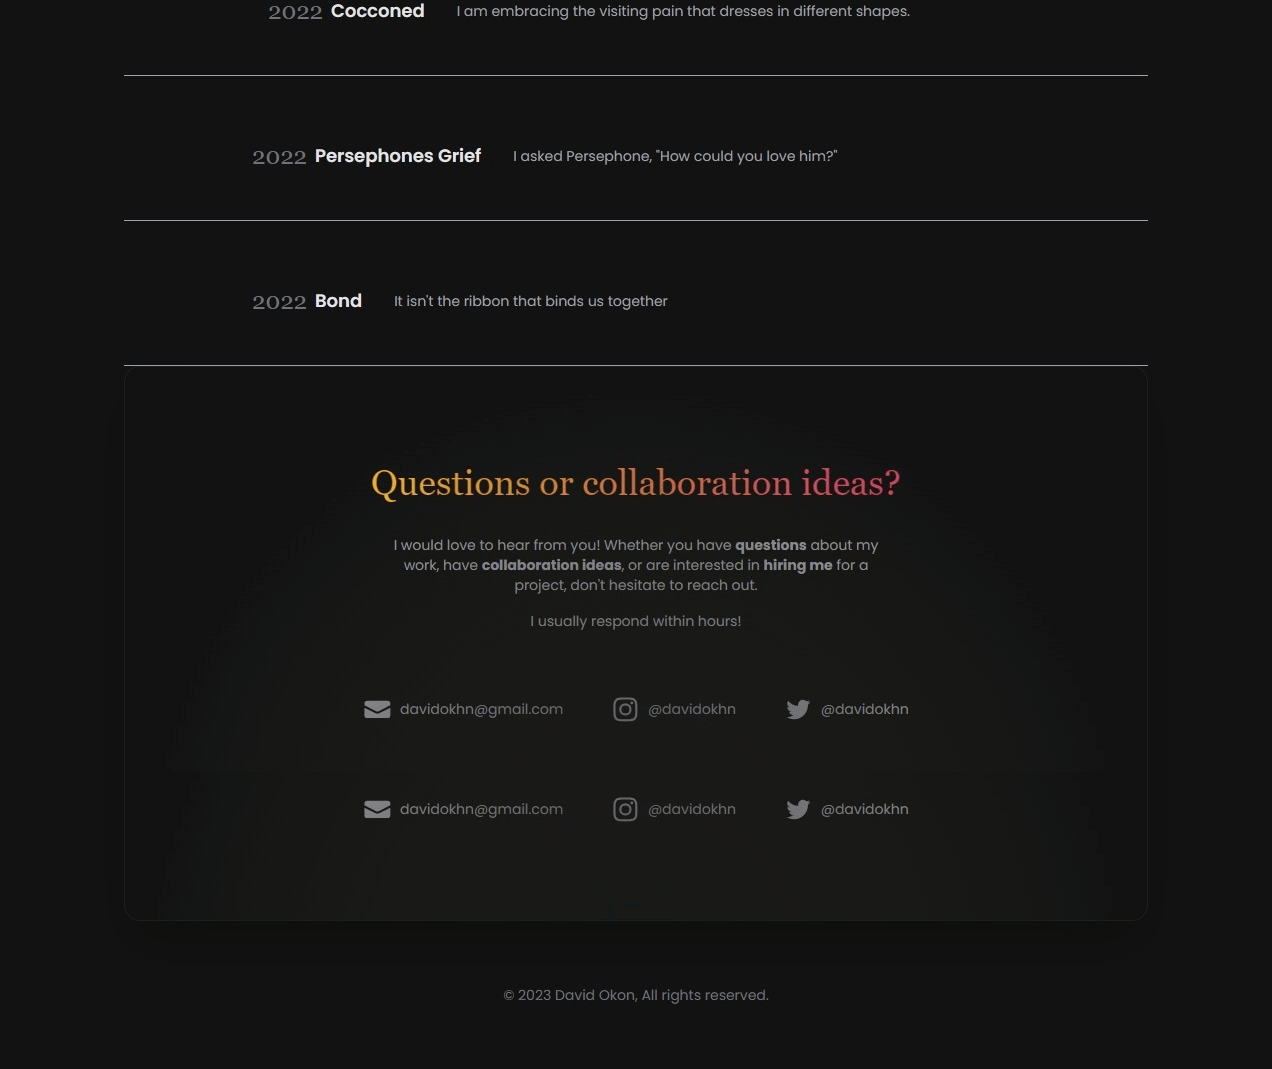 2022 Cocconed I am embracing the visiting pain that dresses in different shapes.
2022 Persephones Grief I asked Persephone, "How could you love him?"
2022 Bond It isn't the ribbon that binds us together
Questions or collaboration ideas?
I would love to hear from you! Whether you have questions about my
work, have collaboration ideas, or are interested in hiring me for a
project, don't hesitate to reach out.
I usually respond within hours!
davidokhn@gmail.com @davidokhn @davidokhn
davidokhn@gmail.com @davidokhn @davidokhn
© 2023 David Okon, All rights reserved.